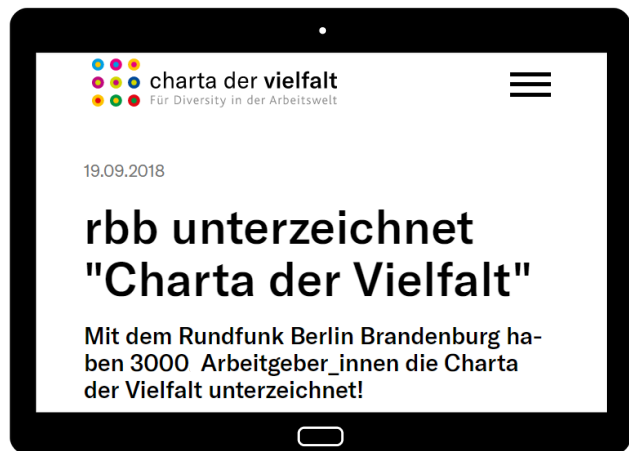 charta der vielfalt
Für Diversity in der Arbeitswelt
19.09.2018
rbb unterzeichnet
"Charta der Vielfalt"
Mit dem Rundfunk Berlin Brandenburg ha-
ben 3000 Arbeitgeber_innen die Charta
der Vielfalt unterzeichnet!